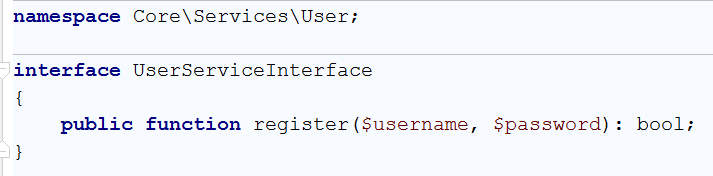 namespace Core\Services\User;
interface UserServiceInterface
{
    public function register($username, $password): bool;
}